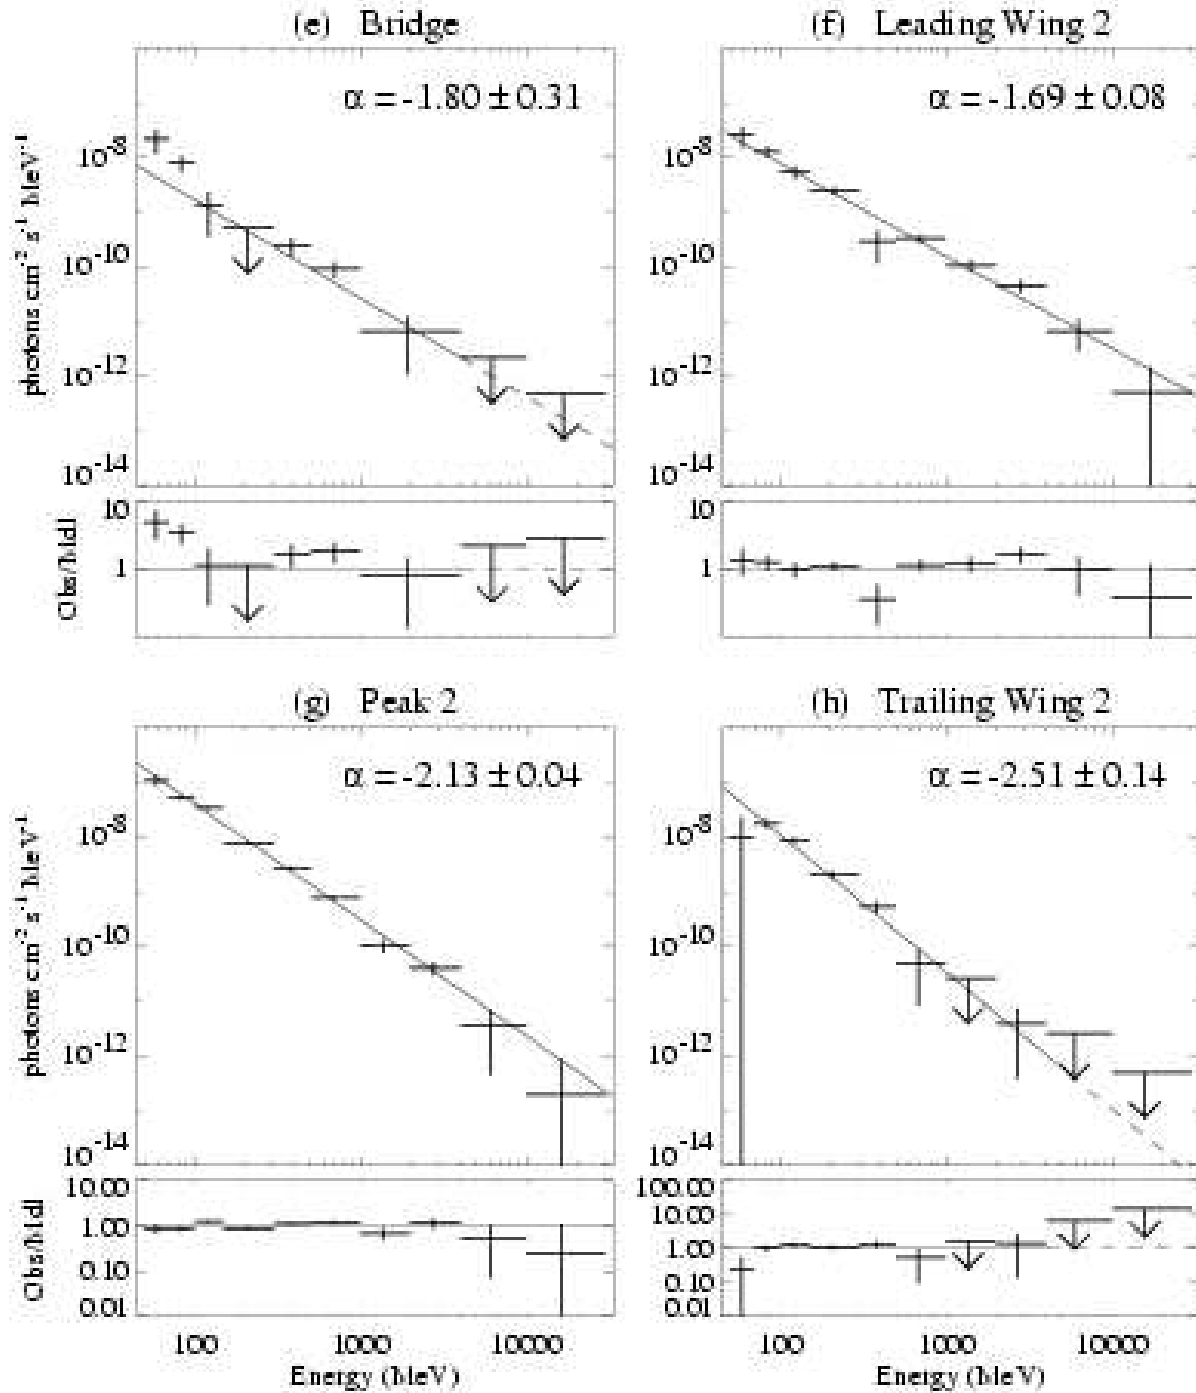 (e) Bridge
(f) Leading Wing 2
α = -1.80 ± 0.31
α = -1.69 ± 0.08
photons cm⁻² s⁻¹ MeV⁻¹
10⁻⁸
10⁻¹⁰
10⁻¹²
10⁻¹⁴
10⁻⁸
10⁻¹⁰
10⁻¹²
10⁻¹⁴
Obs/Mdl
10
1
10
1
(g) Peak 2
(h) Trailing Wing 2
α = -2.13 ± 0.04
α = -2.51 ± 0.14
photons cm⁻² s⁻¹ MeV⁻¹
10⁻⁸
10⁻¹⁰
10⁻¹²
10⁻¹⁴
10⁻⁸
10⁻¹⁰
10⁻¹²
10⁻¹⁴
Obs/Mdl
10.00
1.00
0.10
0.01
100.00
10.00
1.00
0.10
0.01
100 1000 10000
100 1000 10000
Energy (MeV)
Energy (MeV)